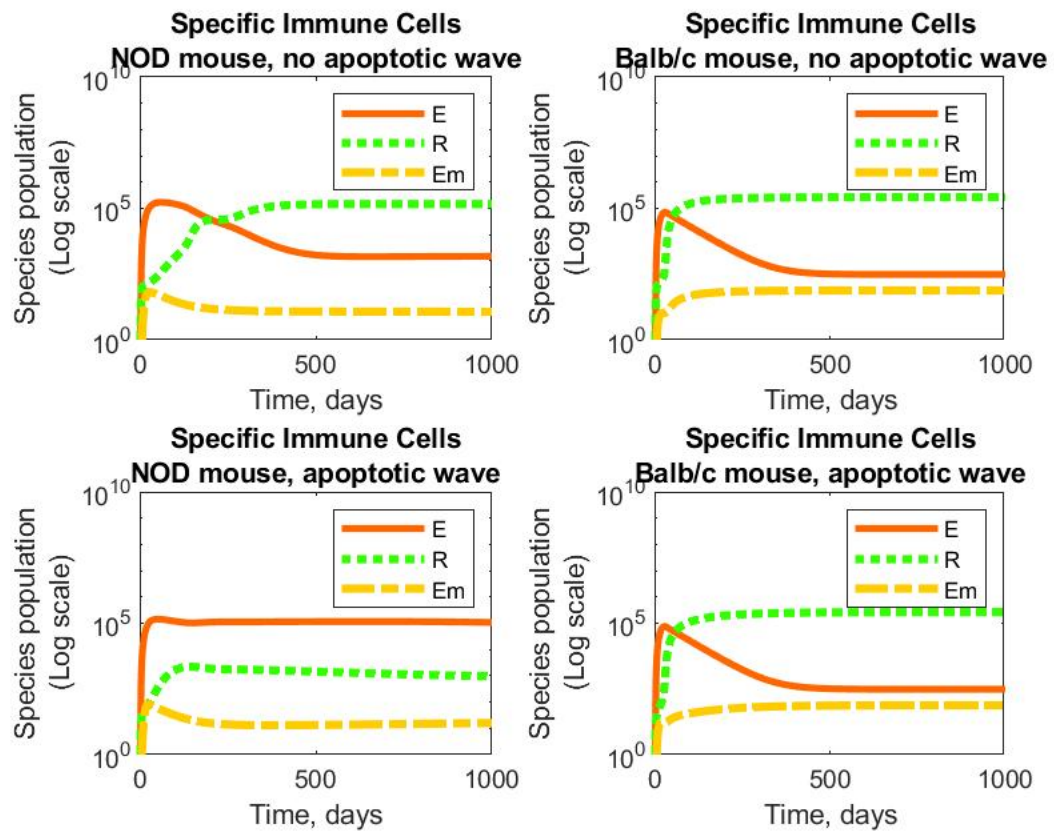 Specific Immune Cells
NOD mouse, no apoptotic wave
10^10
10^5
10^0
Species population
(Log scale)
E
R
Em
0
500
1000
Time, days
Specific Immune Cells
Balb/c mouse, no apoptotic wave
10^10
10^5
10^0
Species population
(Log scale)
E
R
Em
0
500
1000
Time, days
Specific Immune Cells
NOD mouse, apoptotic wave
10^10
10^5
10^0
Species population
(Log scale)
E
R
Em
0
500
1000
Time, days
Specific Immune Cells
Balb/c mouse, apoptotic wave
10^10
10^5
10^0
Species population
(Log scale)
E
R
Em
0
500
1000
Time, days